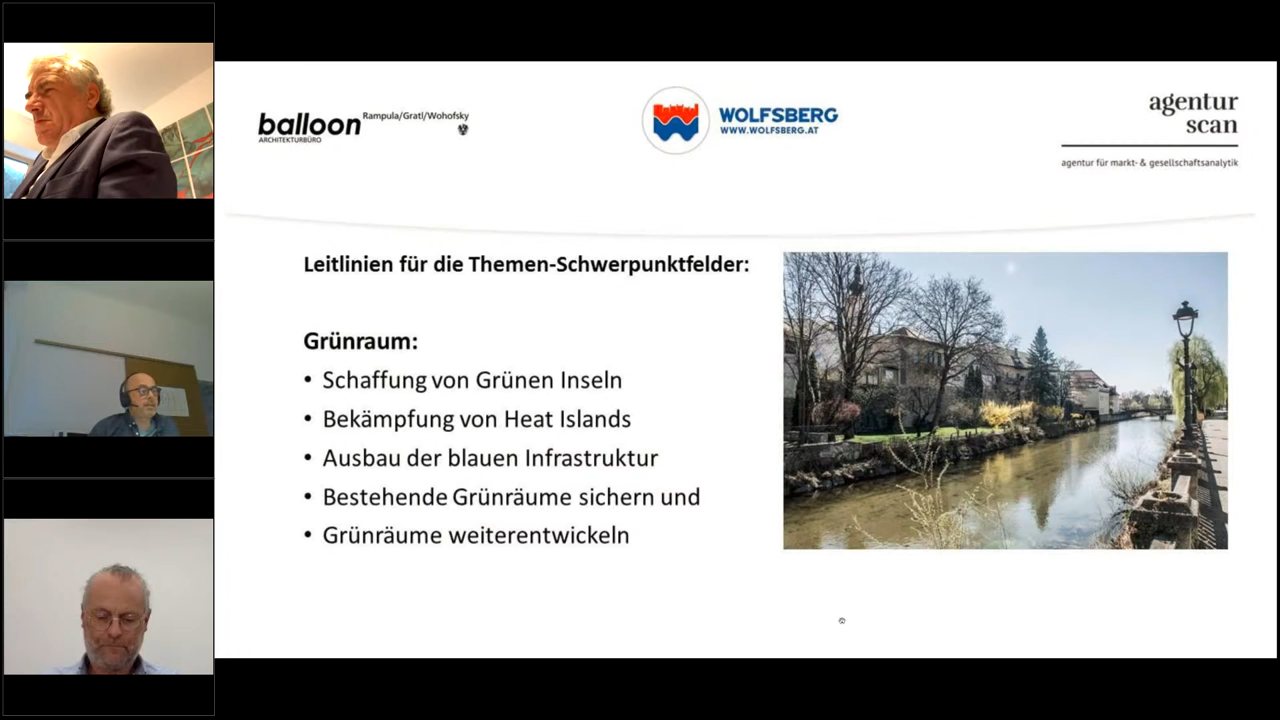 balloon
Rampula/Gratl/Wohofsky
ARCHITEKTURBÜRO
WOLFSBERG
WWW.WOLFSBERG.AT
agentur
scan
agentur für markt- & gesellschaftsanalytik
Leitlinien für die Themen-Schwerpunktfelder:
Grünraum:
• Schaffung von Grünen Inseln
• Bekämpfung von Heat Islands
• Ausbau der blauen Infrastruktur
• Bestehende Grünräume sichern und
• Grünräume weiterentwickeln